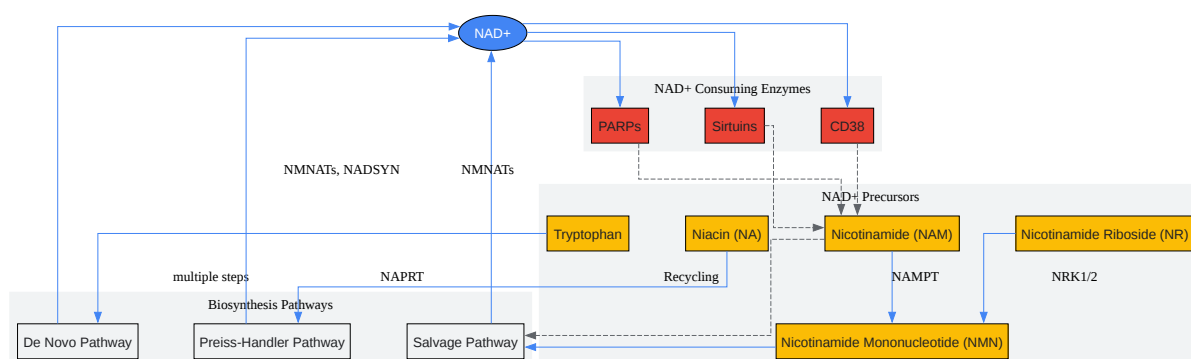 NAD+
NAD+ Consuming Enzymes
PARPs
Sirtuins
CD38
NMNATs, NADSYN
NMNATs
NAD+ Precursors
Tryptophan
Niacin (NA)
Nicotinamide (NAM)
Nicotinamide Riboside (NR)
multiple steps
NAPRT
Recycling
NAMPT
NRK1/2
Biosynthesis Pathways
De Novo Pathway
Preiss-Handler Pathway
Salvage Pathway
Nicotinamide Mononucleotide (NMN)